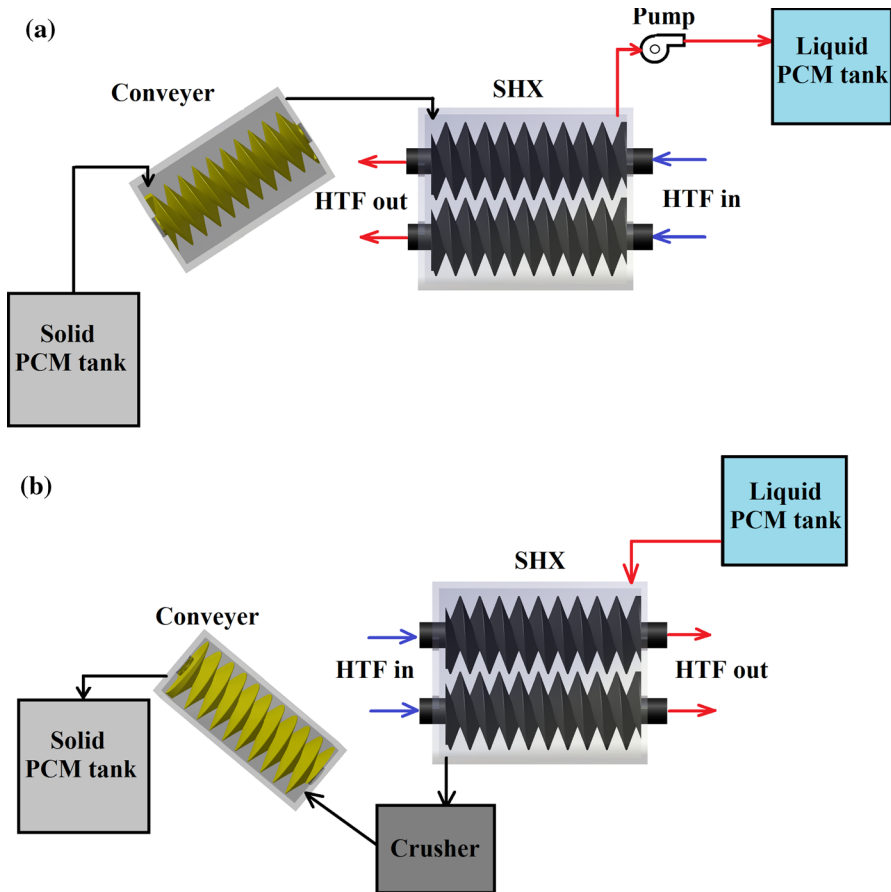 (a)
Pump
Liquid
PCM tank
Conveyer
SHX
HTF out
HTF in
Solid
PCM tank
(b)
Liquid
PCM tank
SHX
Conveyer
HTF in
HTF out
Solid
PCM tank
Crusher